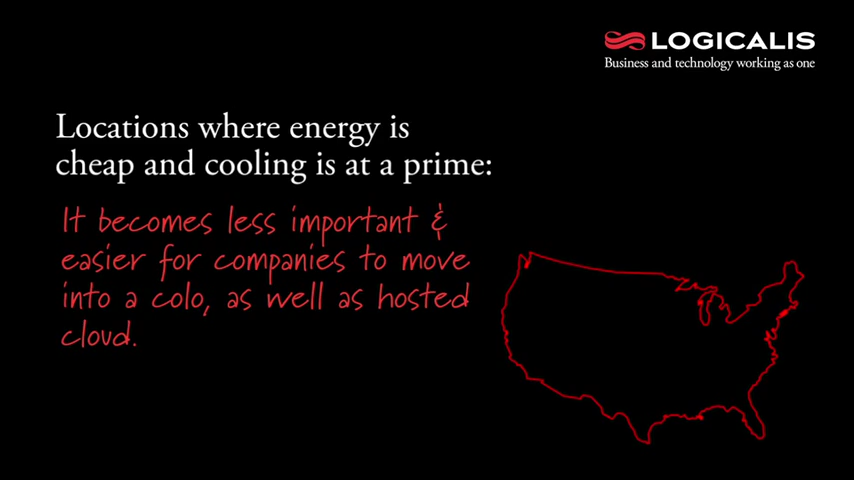 LOGICALIS
Business and technology working as one
Locations where energy is
cheap and cooling is at a prime:
It becomes less important &
easier for companies to move
into a colo, as well as hosted
cloud.